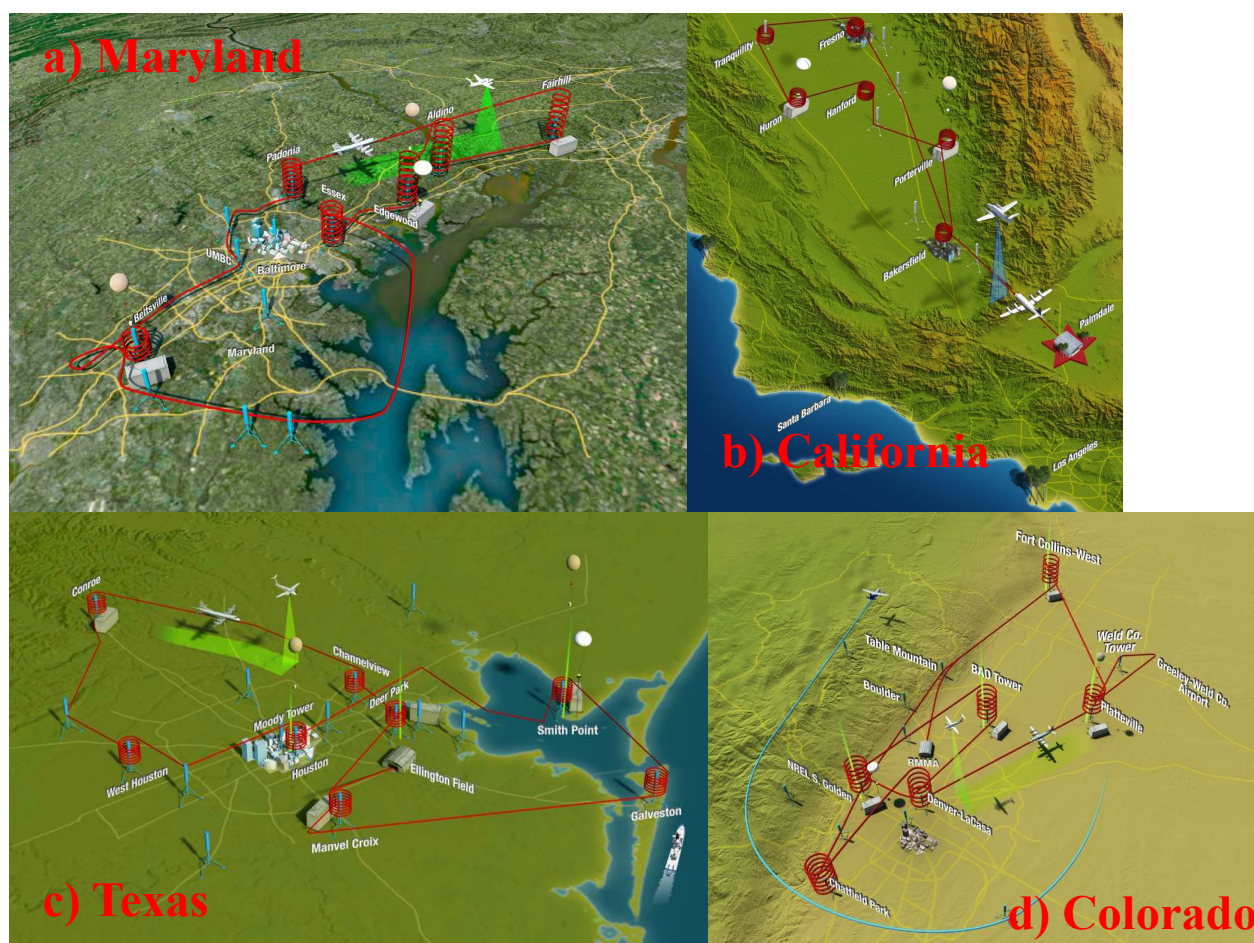 a) Maryland
Fairhill
Aldino
Padonia
Essex
Edgewood
UMBC
Baltimore
Beltsville
Maryland
Fresno
Tranquility
Hanford
Huron
Porterville
Bakersfield
Palmdale
Santa Barbara
b) California
Los Angeles
Conroe
Channelview
Deer Park
Moody Tower
Smith Point
Houston
Ellington Field
West Houston
Galveston
Manvel Croix
c) Texas
Fort Collins-West
Weld Co.
Tower
Table Mountain
BAO Tower
Greeley-Weld Co.
Airport
Boulder
Platteville
RMMA
NREL S. Golden
Denver-LaCasa
Chatfield Park
d) Colorado